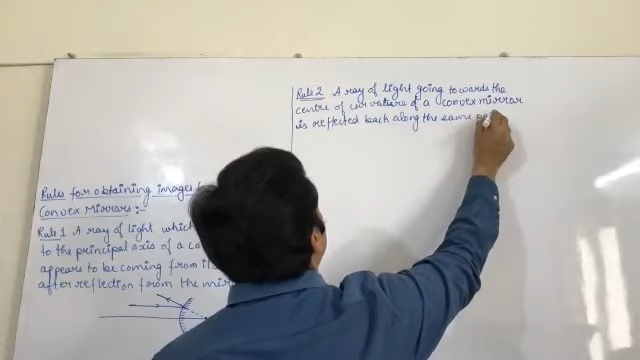 Rules for obtaining images
Convex Mirrors:-
Rule 1 A ray of light which
to the principal axis of a
appears to be coming from
after reflection from the
Rule 2 A ray of light going towards the
centre of curvature of a convex mirror
is reflected back along the same